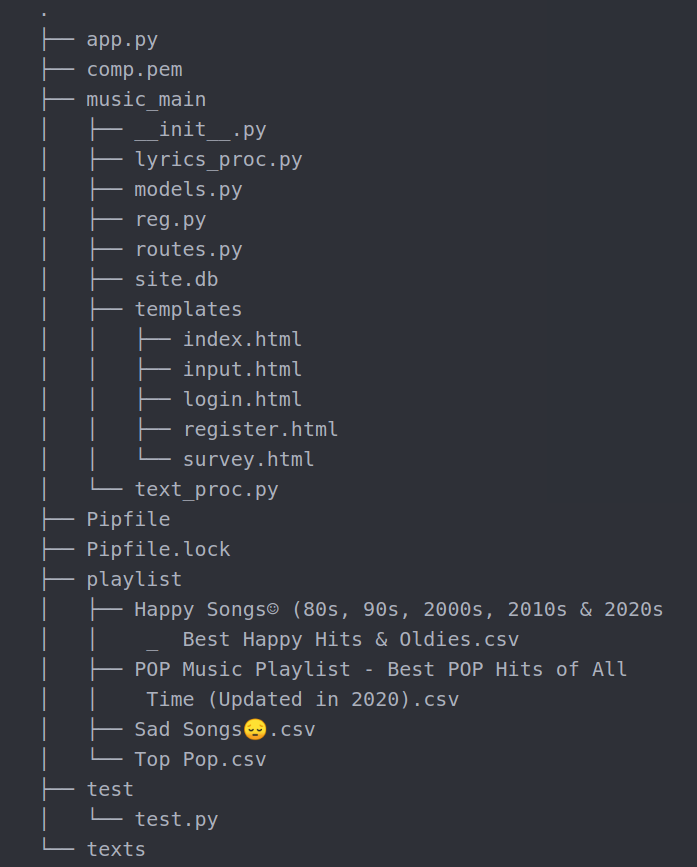 .
├── app.py
├── comp.pem
├── music_main
│   ├── __init__.py
│   ├── lyrics_proc.py
│   ├── models.py
│   ├── reg.py
│   ├── routes.py
│   ├── site.db
│   ├── templates
│   │   ├── index.html
│   │   ├── input.html
│   │   ├── login.html
│   │   ├── register.html
│   │   └── survey.html
│   └── text_proc.py
├── Pipfile
├── Pipfile.lock
├── playlist
│   ├── Happy Songs☺ (80s, 90s, 2000s, 2010s & 2020s
│   │    _  Best Happy Hits & Oldies.csv
│   ├── POP Music Playlist - Best POP Hits of All
│   │    Time (Updated in 2020).csv
│   ├── Sad Songs😔.csv
│   └── Top Pop.csv
├── test
│   └── test.py
└── texts